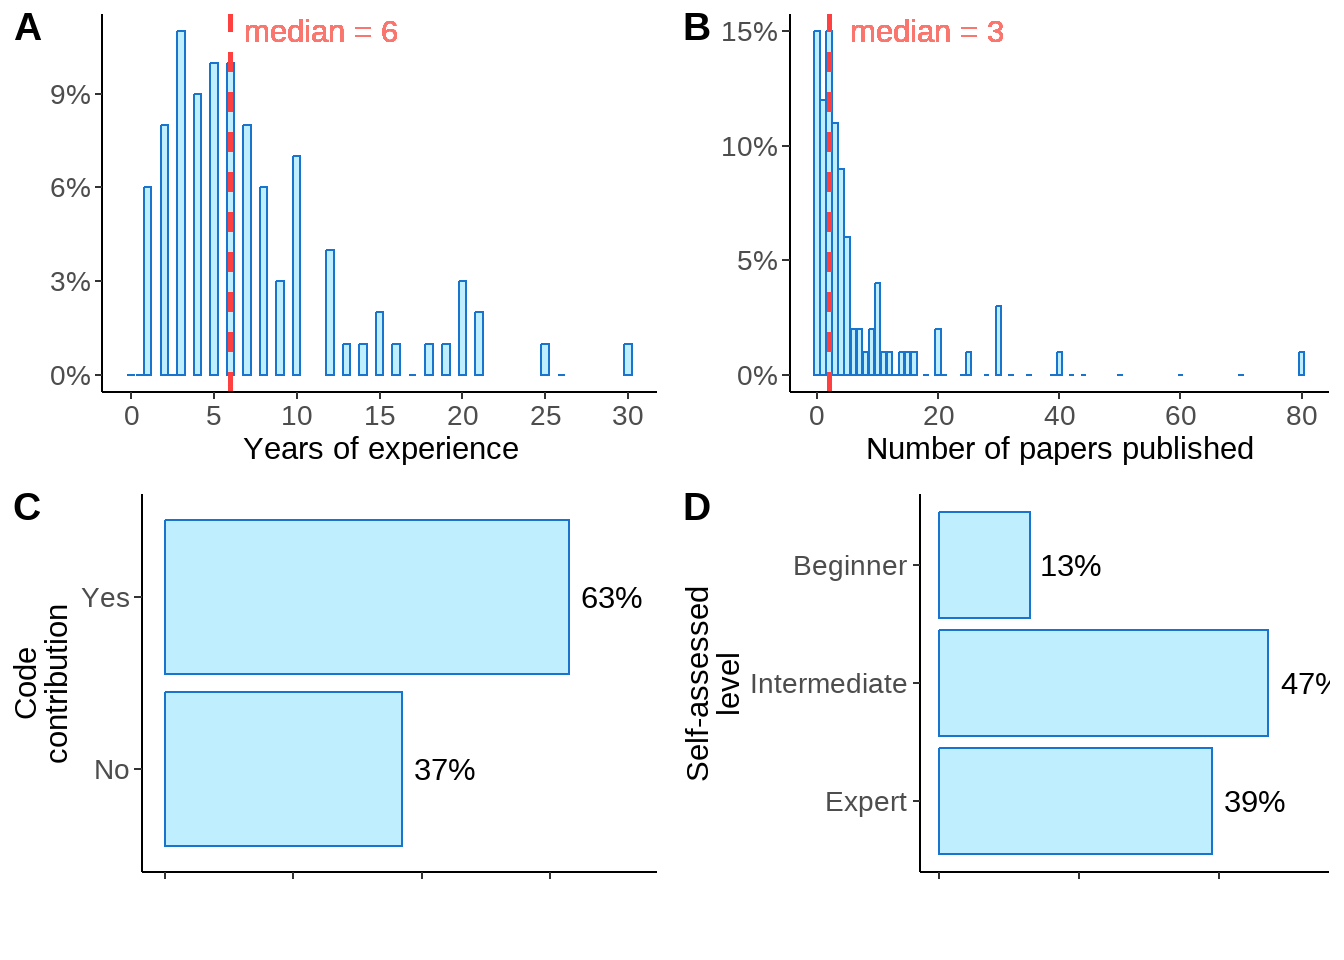 A
median = 6
9%
6%
3%
0%
0 5 10 15 20 25 30
Years of experience
B
median = 3
15%
10%
5%
0%
0 20 40 60 80
Number of papers published
C
Code
contribution
Yes
63%
No
37%
D
Self-assessed
level
Beginner
13%
Intermediate
47%
Expert
39%